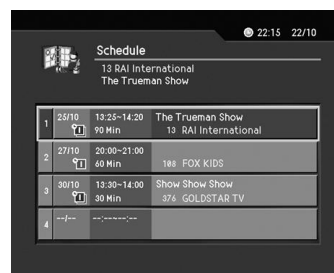 22:15 22/10
Schedule
13 RAI International
The Trueman Show
1 25/10 13:25~14:20 The Trueman Show
90 Min 13 RAI International
2 27/10 20:00~21:00
60 Min 108 FOX KIDS
3 30/10 13:30~14:00 Show Show Show
30 Min 376 GOLDSTAR TV
4 --/-- --:--~--:--